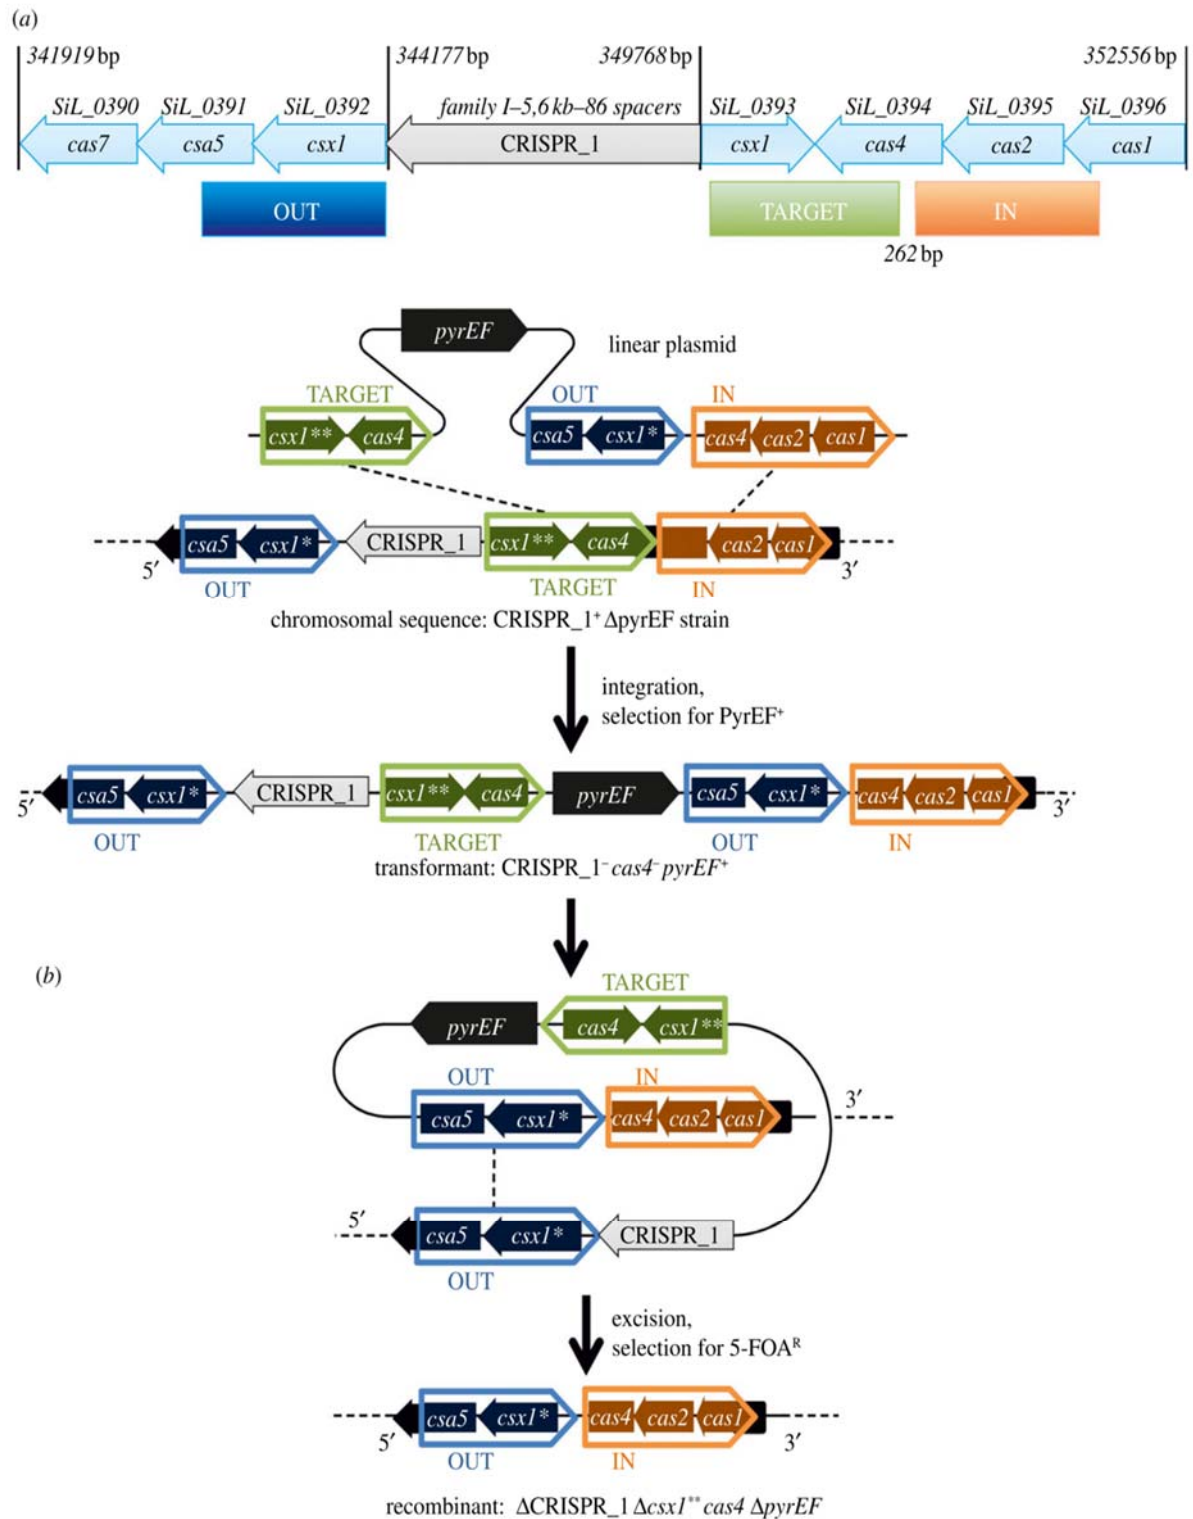 (a)
341919 bp 344177 bp 349768 bp 352556 bp
SiL_0390 SiL_0391 SiL_0392 family I–5,6 kb–86 spacers SiL_0393 SiL_0394 SiL_0395 SiL_0396
cas7 csa5 csx1 CRISPR_1 csx1 cas4 cas2 cas1
OUT TARGET IN
262 bp
pyrEF
linear plasmid
TARGET OUT IN
csx1** cas4 csa5 csx1* cas4 cas2 cas1
csa5 csx1* CRISPR_1 csx1** cas4 cas2 cas1
5′ 3′
OUT TARGET IN
chromosomal sequence: CRISPR_1+ ΔpyrEF strain
integration,
selection for PyrEF+
5′ csa5 csx1* CRISPR_1 csx1** cas4 pyrEF csa5 csx1* cas4 cas2 cas1 3′
OUT TARGET OUT IN
transformant: CRISPR_1− cas4− pyrEF+
(b)
TARGET
pyrEF cas4 csx1**
OUT IN
csa5 csx1* cas4 cas2 cas1 3′
5′ csa5 csx1* CRISPR_1
OUT
excision,
selection for 5-FOAR
csa5 csx1* cas4 cas2 cas1
5′ 3′
OUT IN
recombinant: ΔCRISPR_1 Δcsx1** cas4 ΔpyrEF